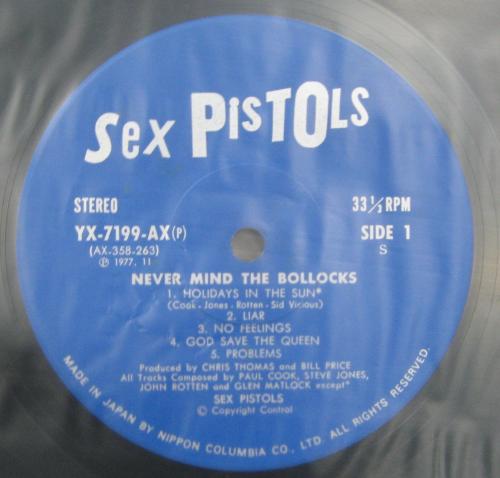 Sex PISTOLS
STEREO
33 1/3 RPM
YX-7199-AX(P)
SIDE 1
(AX-358-263)
S
Ⓟ 1977, 11
NEVER MIND THE BOLLOCKS
1. HOLIDAYS IN THE SUN*
(Cook - Jones - Rotten - Sid Vicious)
2. LIAR
3. NO FEELINGS
4. GOD SAVE THE QUEEN
5. PROBLEMS
Produced by CHRIS THOMAS and BILL PRICE
All Tracks Composed by PAUL COOK, STEVE JONES,
JOHN ROTTEN and GLEN MATLOCK except*
SEX PISTOLS
© Copyright Control
MADE IN JAPAN BY NIPPON COLUMBIA CO., LTD. ALL RIGHTS RESERVED.